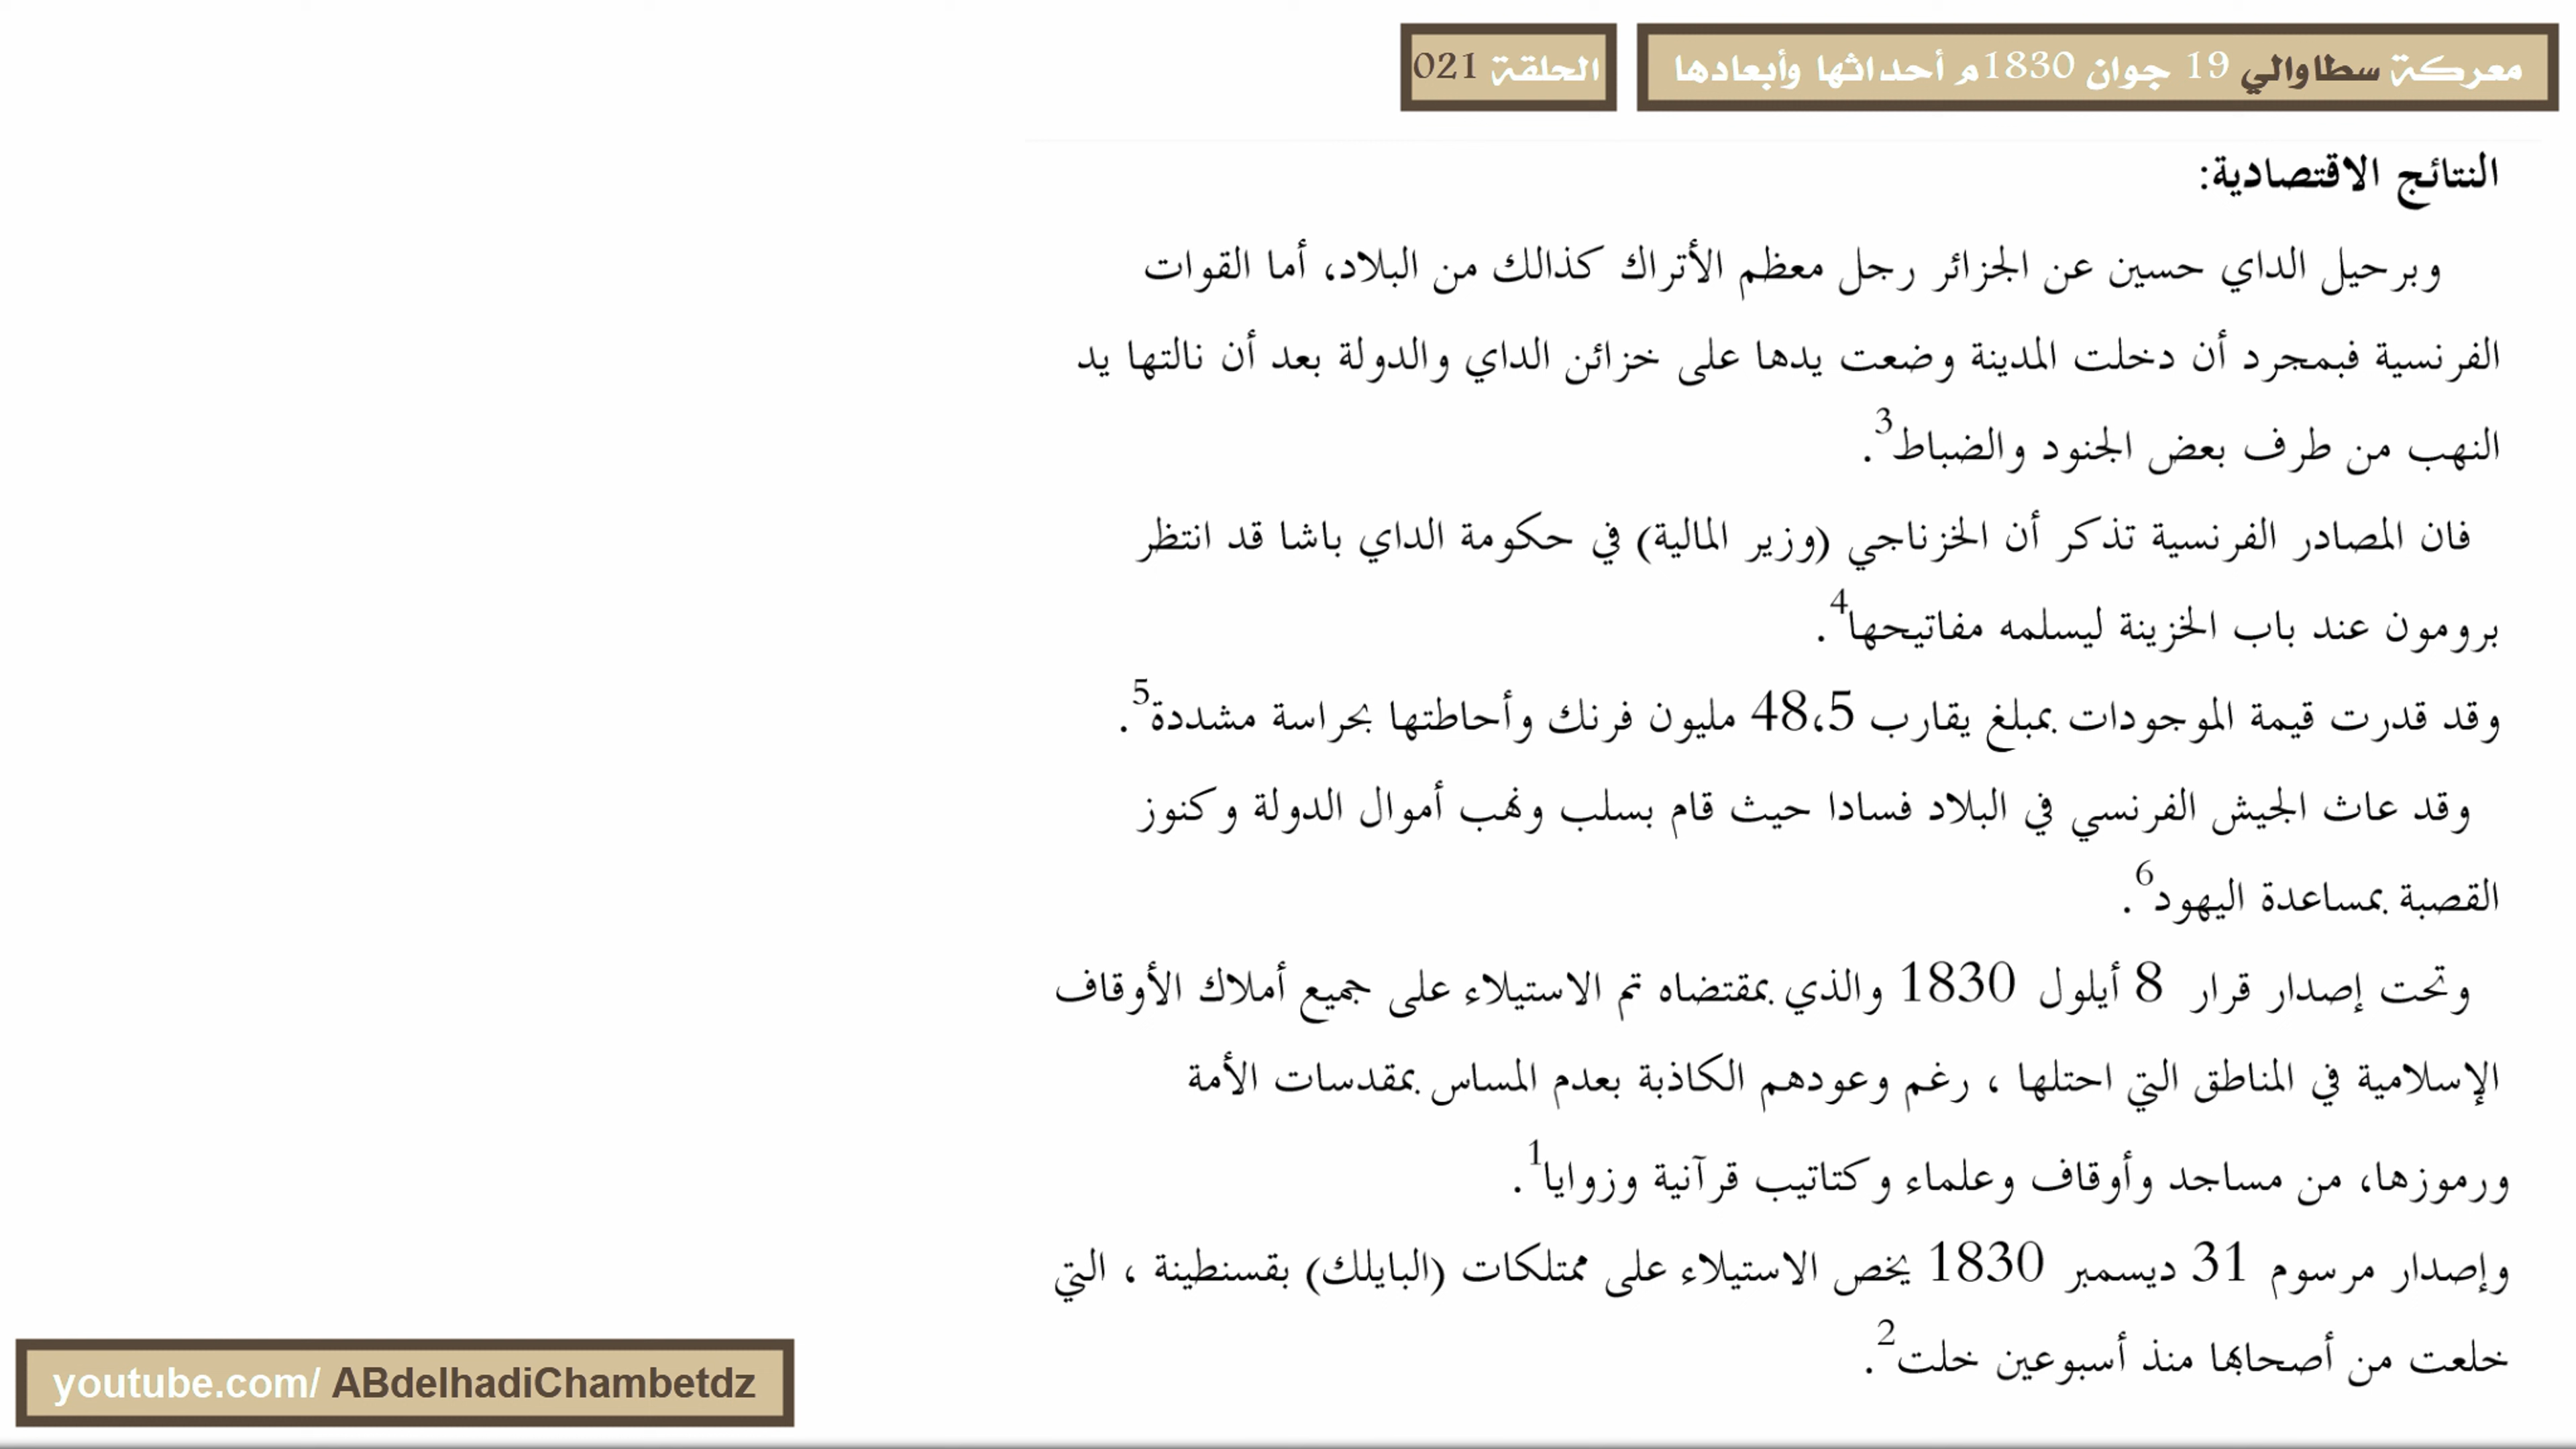 معركة سطاوالي 19 جوان 1830م أحداثها وأبعادها
الحلقة 021
النتائج الاقتصادية:
وبرحيل الداي حسين عن الجزائر رجل معظم الأتراك كذالك من البلاد، أما القوات
الفرنسية فبمجرد أن دخلت المدينة وضعت يدها على خزائن الداي والدولة بعد أن نالتها يد
النهب من طرف بعض الجنود والضباط3.
فان المصادر الفرنسية تذكر أن الخزناجي (وزير المالية) في حكومة الداي باشا قد انتظر
برومون عند باب الخزينة ليسلمه مفاتيحها4.
وقد قدرت قيمة الموجودات بمبلغ يقارب 48،5 مليون فرنك وأحاطتها بحراسة مشددة5.
وقد عاث الجيش الفرنسي في البلاد فسادا حيث قام بسلب ونهب أموال الدولة وكنوز
القصبة بمساعدة اليهود6.
وتحت إصدار قرار 8 أيلول 1830 والذي بمقتضاه تم الاستيلاء على جميع أملاك الأوقاف
الإسلامية في المناطق التي احتلها ، رغم وعودهم الكاذبة بعدم المساس بمقدسات الأمة
ورموزها، من مساجد وأوقاف وعلماء وكتاتيب قرآنية وزوايا1.
وإصدار مرسوم 31 ديسمبر 1830 يخص الاستيلاء على ممتلكات (البايلك) بقسنطينة ، التي
خلعت من أصحابها منذ أسبوعين خلت2.
youtube.com/ ABdelhadiChambetdz